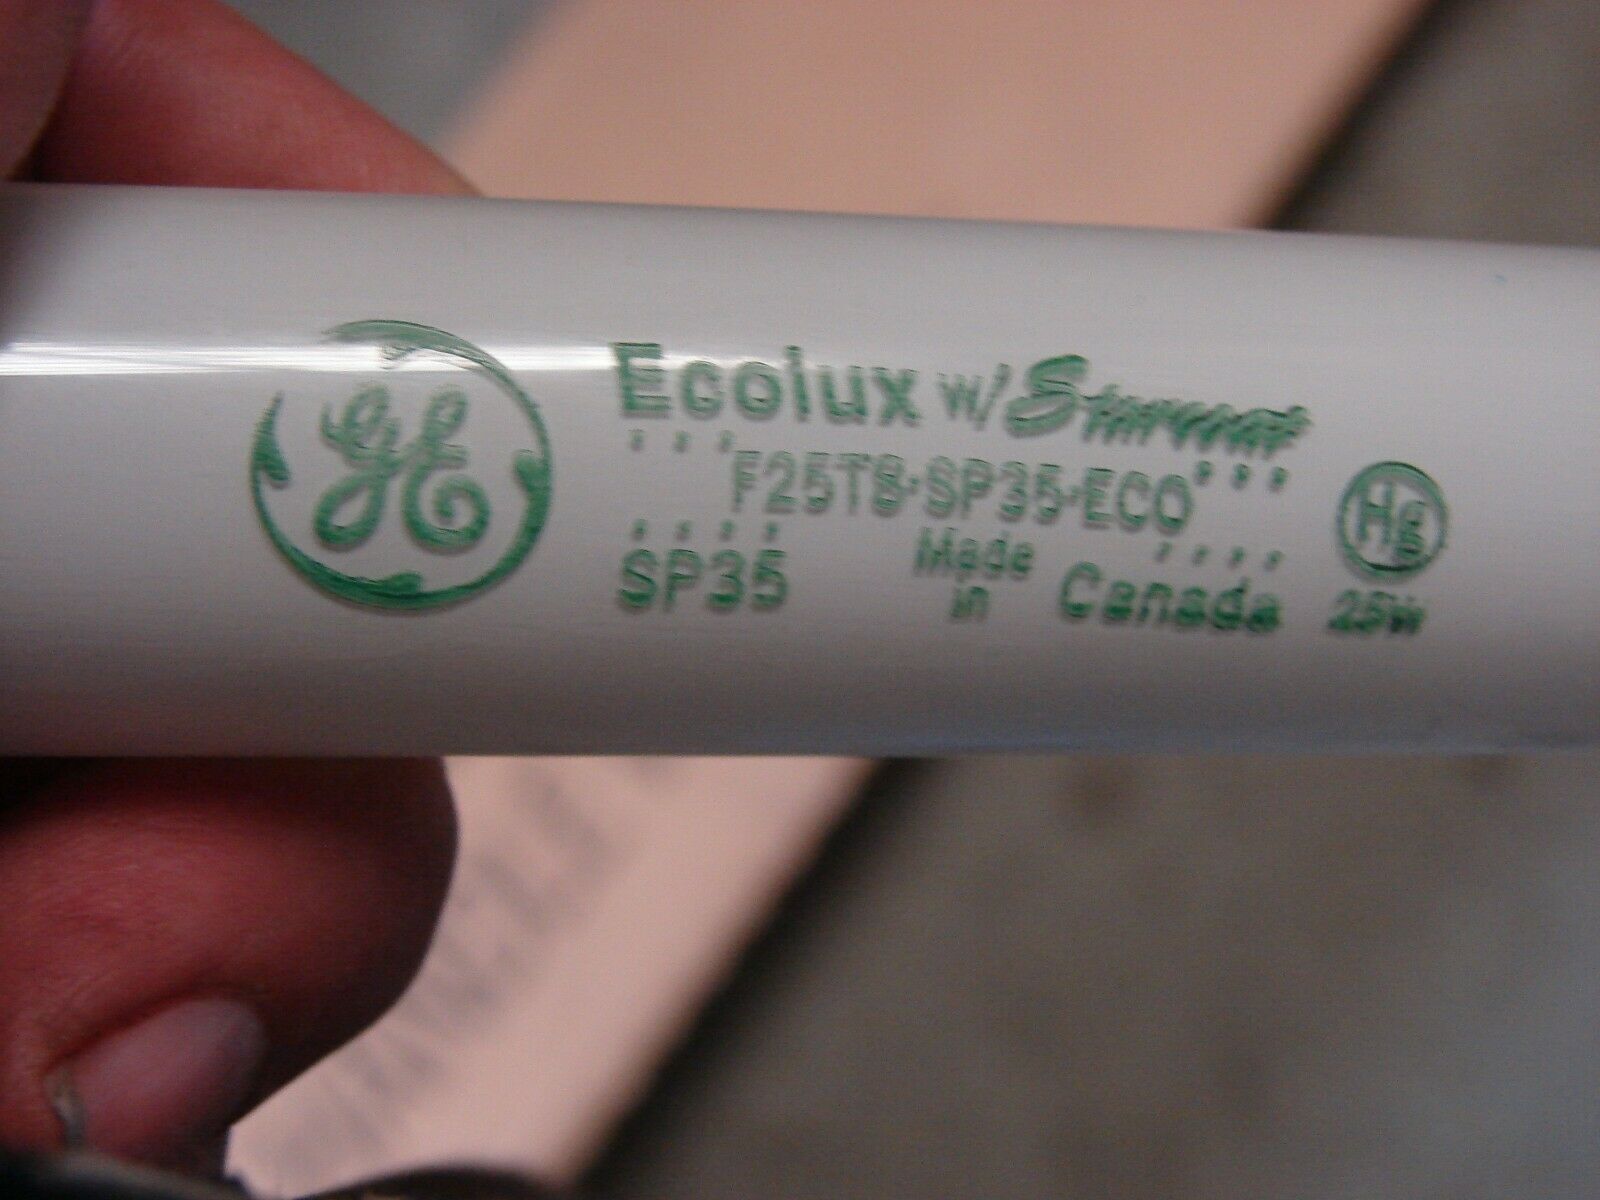 GE
Ecolux w/ Starcoat
F25T8·SP35·ECO
SP35
Made in Canada
Hg
25W